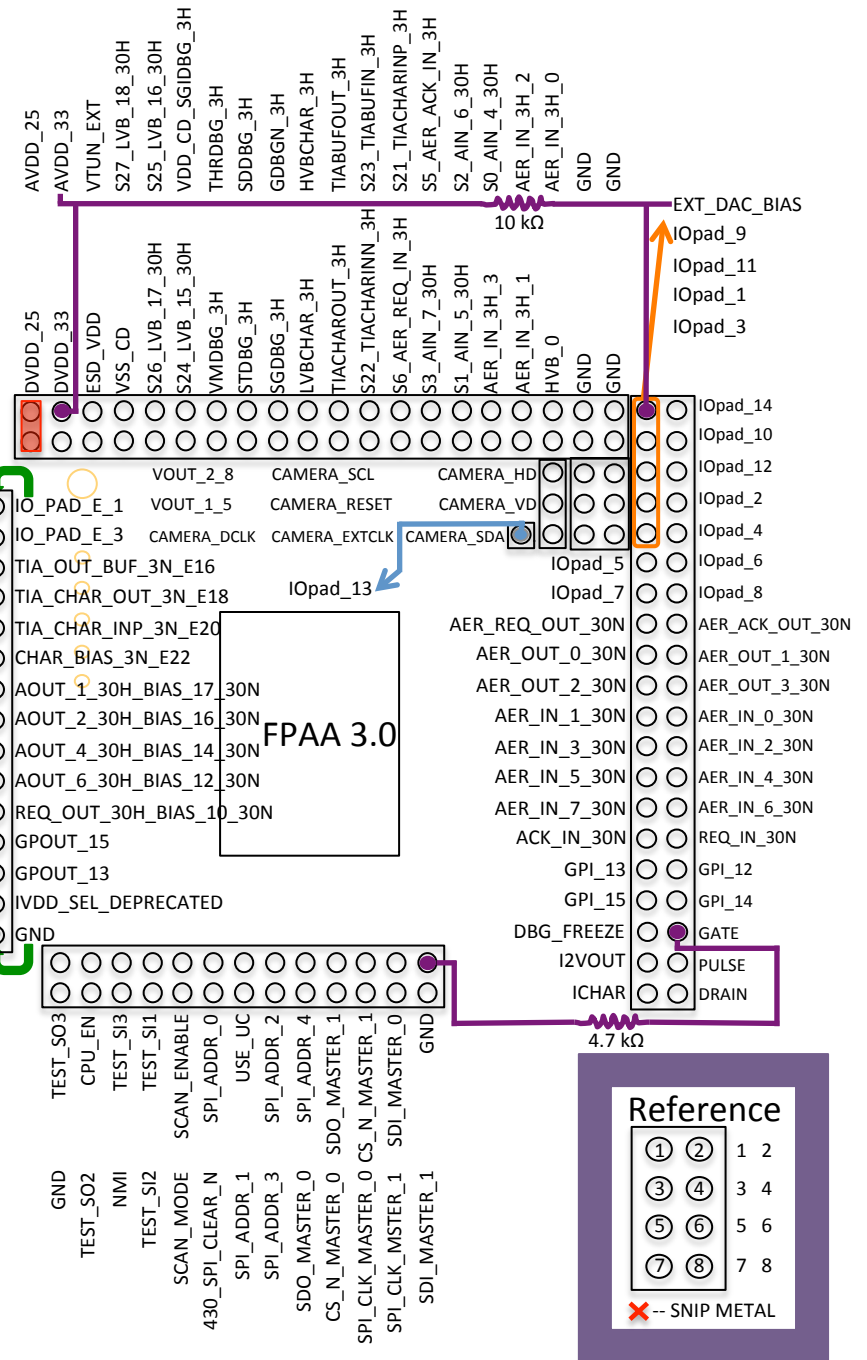 AVDD_25
AVDD_33
VTUN_EXT
S27_LVB_18_30H
S25_LVB_16_30H
VDD_CD_SGIDBG_3H
THRDBG_3H
SDDBG_3H
GDBGN_3H
HVBCHAR_3H
TIABUFOUT_3H
S23_TIABUFIN_3H
S21_TIACHARINP_3H
S5_AER_ACK_IN_3H
S2_AIN_6_30H
S0_AIN_4_30H
AER_IN_3H_2
AER_IN_3H_0
GND
GND
10 kΩ
EXT_DAC_BIAS
IOpad_9
IOpad_11
IOpad_1
IOpad_3
DVDD_25
DVDD_33
ESD_VDD
VSS_CD
S26_LVB_17_30H
S24_LVB_15_30H
VMDBG_3H
STDBG_3H
SGDBG_3H
LVBCHAR_3H
TIACHAROUT_3H
S22_TIACHARINN_3H
S6_AER_REQ_IN_3H
S3_AIN_7_30H
S1_AIN_5_30H
AER_IN_3H_3
AER_IN_3H_1
HVB_0
GND
GND
IOpad_14
IOpad_10
IOpad_12
IOpad_2
IOpad_4
IOpad_6
IOpad_8
VOUT_2_8 CAMERA_SCL CAMERA_HD
VOUT_1_5 CAMERA_RESET CAMERA_VD
CAMERA_DCLK CAMERA_EXTCLK CAMERA_SDA
IOpad_13
IOpad_5
IOpad_7
IO_PAD_E_1
IO_PAD_E_3
TIA_OUT_BUF_3N_E16
TIA_CHAR_OUT_3N_E18
TIA_CHAR_INP_3N_E20
CHAR_BIAS_3N_E22
AOUT_1_30H_BIAS_17_30N
AOUT_2_30H_BIAS_16_30N
AOUT_4_30H_BIAS_14_30N
AOUT_6_30H_BIAS_12_30N
REQ_OUT_30H_BIAS_10_30N
GPOUT_15
GPOUT_13
IVDD_SEL_DEPRECATED
GND
FPAA 3.0
AER_REQ_OUT_30N AER_ACK_OUT_30N
AER_OUT_0_30N AER_OUT_1_30N
AER_OUT_2_30N AER_OUT_3_30N
AER_IN_1_30N AER_IN_0_30N
AER_IN_3_30N AER_IN_2_30N
AER_IN_5_30N AER_IN_4_30N
AER_IN_7_30N AER_IN_6_30N
ACK_IN_30N REQ_IN_30N
GPI_13 GPI_12
GPI_15 GPI_14
DBG_FREEZE GATE
I2VOUT PULSE
ICHAR DRAIN
4.7 kΩ
TEST_SO3
CPU_EN
TEST_SI3
TEST_SI1
SCAN_ENABLE
SPI_ADDR_0
USE_UC
SPI_ADDR_2
SPI_ADDR_4
SDO_MASTER_1
CS_N_MASTER_1
SDI_MASTER_0
GND
GND
TEST_SO2
NMI
TEST_SI2
SCAN_MODE
430_SPI_CLEAR_N
SPI_ADDR_1
SPI_ADDR_3
SDO_MASTER_0
CS_N_MASTER_0
SPI_CLK_MASTER_0
SPI_CLK_MSTER_1
SDI_MASTER_1
Reference
1 2 1 2
3 4 3 4
5 6 5 6
7 8 7 8
-- SNIP METAL